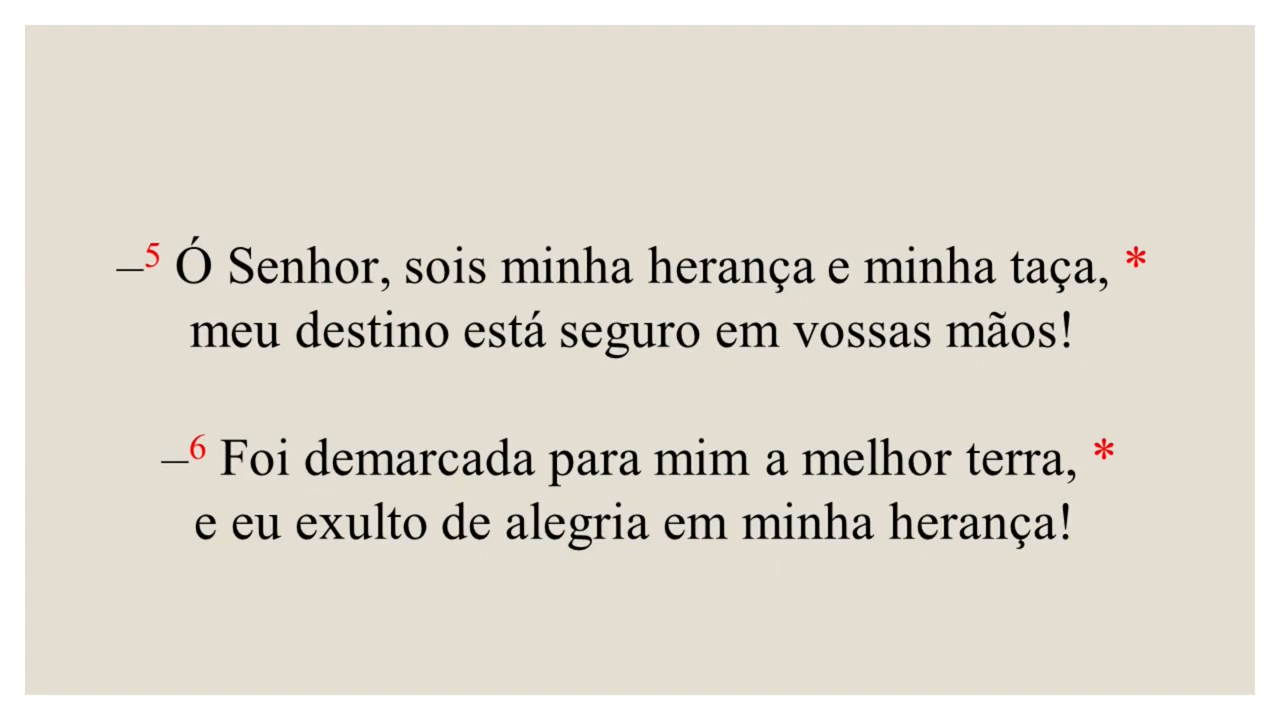 –⁵ Ó Senhor, sois minha herança e minha taça, *
meu destino está seguro em vossas mãos!
–⁶ Foi demarcada para mim a melhor terra, *
e eu exulto de alegria em minha herança!